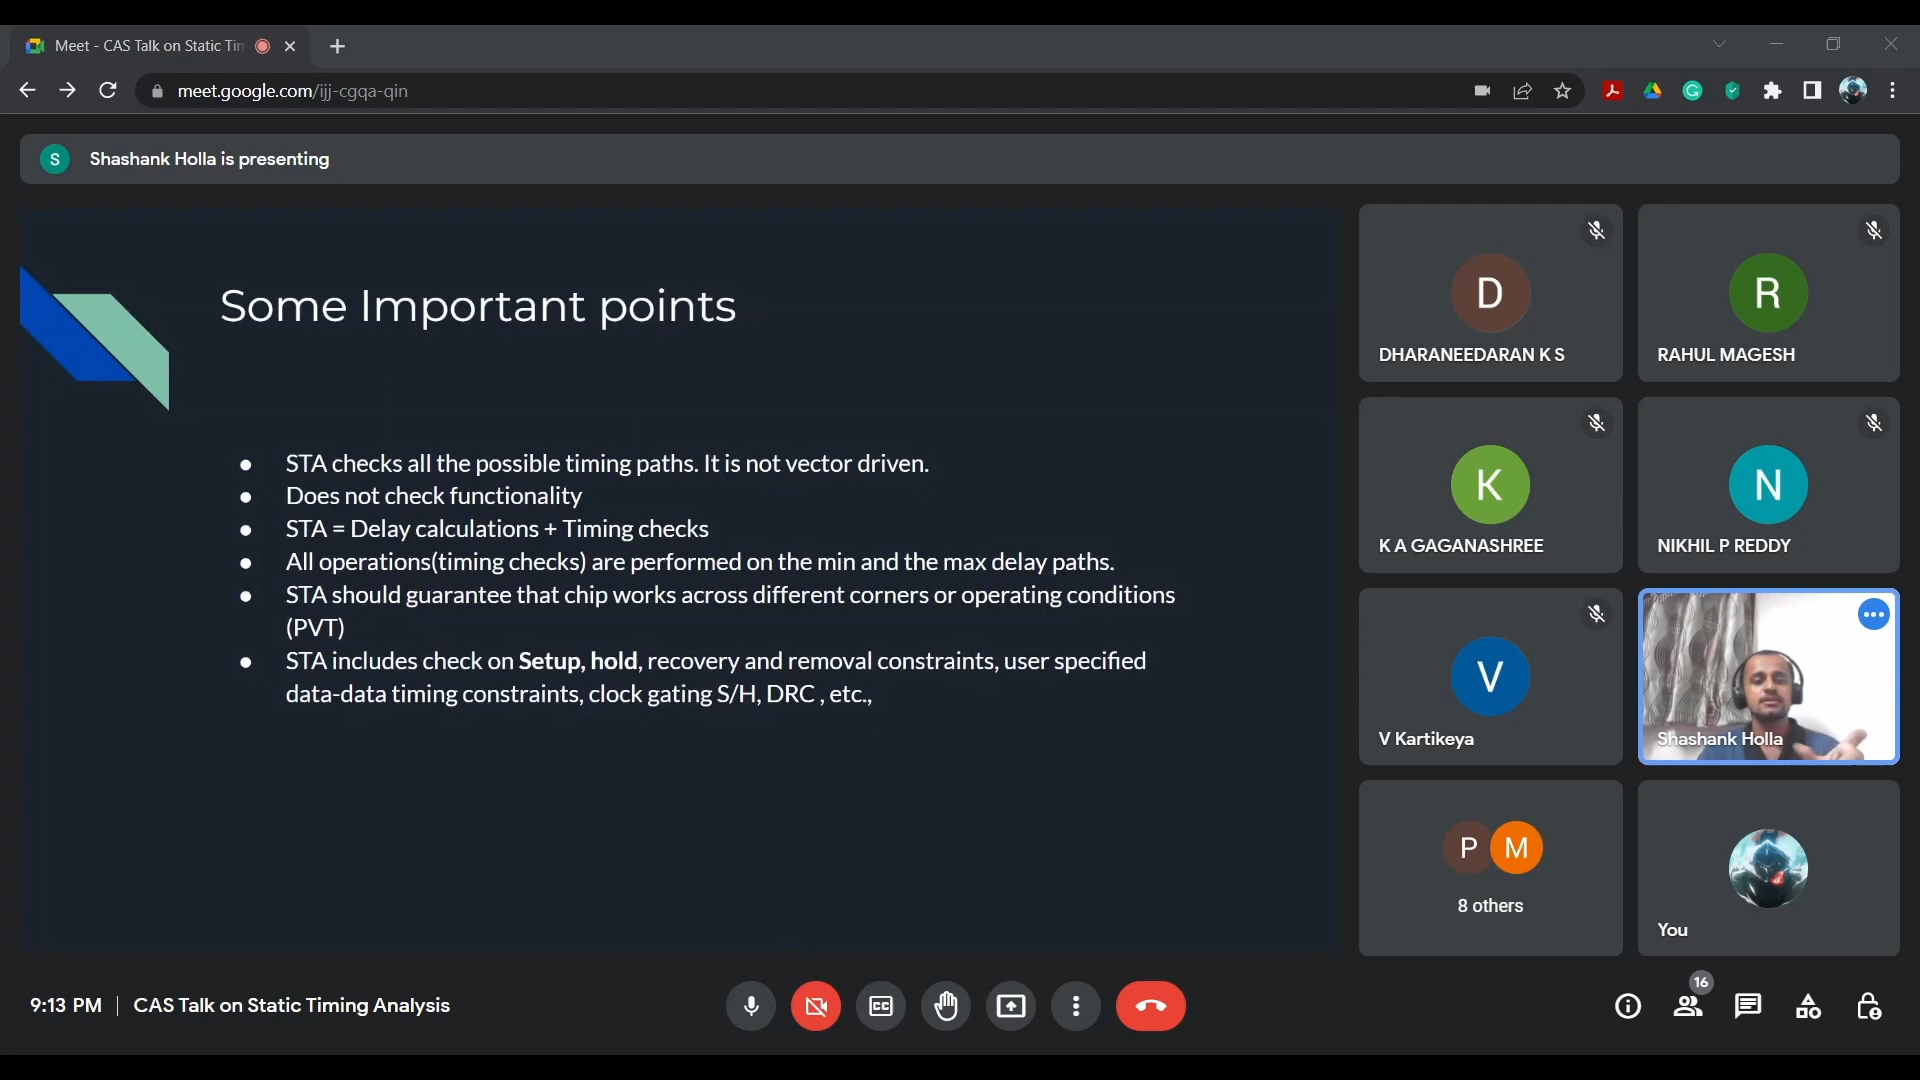 Meet - CAS Talk on Static Tim
meet.google.com/ijj-cgqa-qin
S
Shashank Holla is presenting
Some Important points
● STA checks all the possible timing paths. It is not vector driven.
● Does not check functionality
● STA = Delay calculations + Timing checks
● All operations(timing checks) are performed on the min and the max delay paths.
● STA should guarantee that chip works across different corners or operating conditions
(PVT)
● STA includes check on Setup, hold, recovery and removal constraints, user specified
data-data timing constraints, clock gating S/H, DRC , etc.,
D
DHARANEEDARAN K S
R
RAHUL MAGESH
K
K A GAGANASHREE
N
NIKHIL P REDDY
V
V Kartikeya
Shashank Holla
P M
8 others
You
9:13 PM | CAS Talk on Static Timing Analysis
CC
16